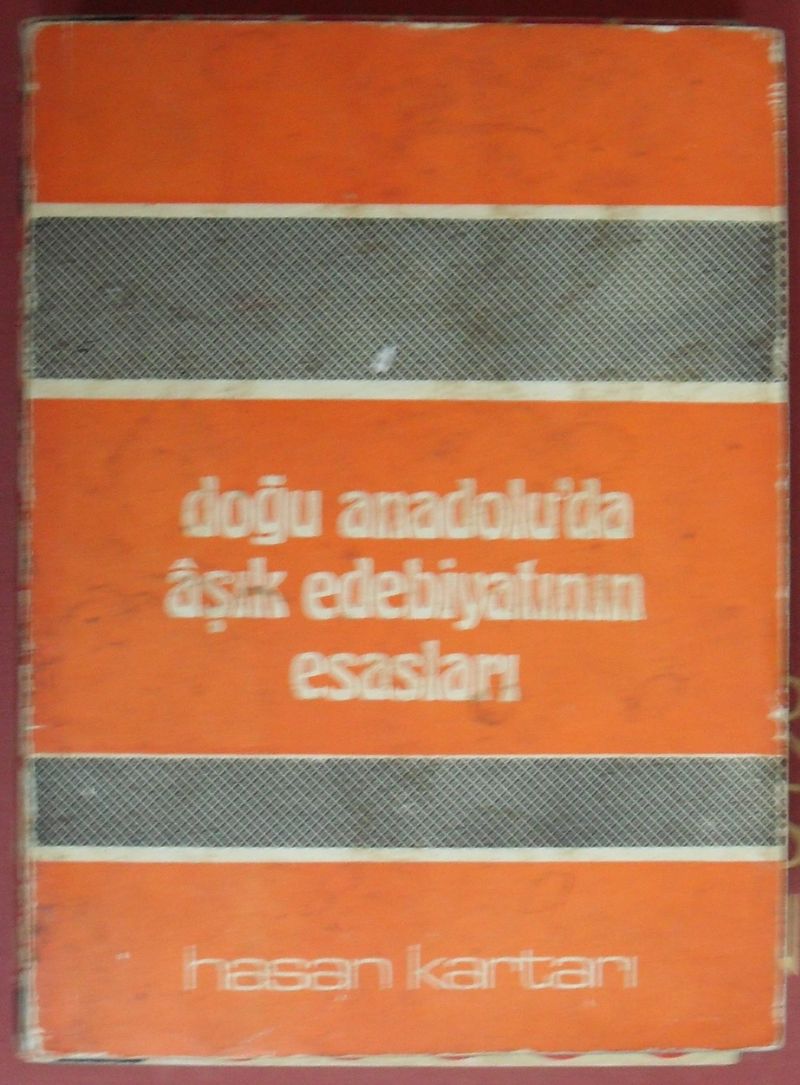 doğu anadolu'da
âşık edebiyatının
esasları
hasan kartarı